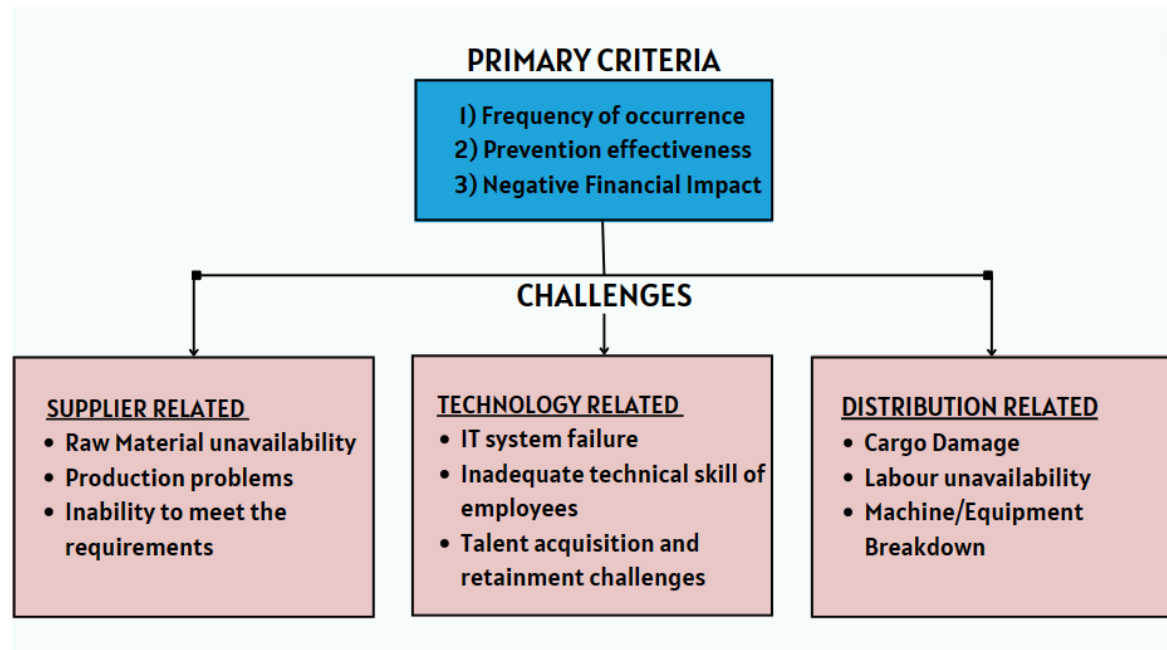 PRIMARY CRITERIA
1) Frequency of occurrence
2) Prevention effectiveness
3) Negative Financial Impact
CHALLENGES
SUPPLIER RELATED
• Raw Material unavailability
• Production problems
• Inability to meet the
requirements
TECHNOLOGY RELATED
• IT system failure
• Inadequate technical skill of
employees
• Talent acquisition and
retainment challenges
DISTRIBUTION RELATED
• Cargo Damage
• Labour unavailability
• Machine/Equipment
Breakdown